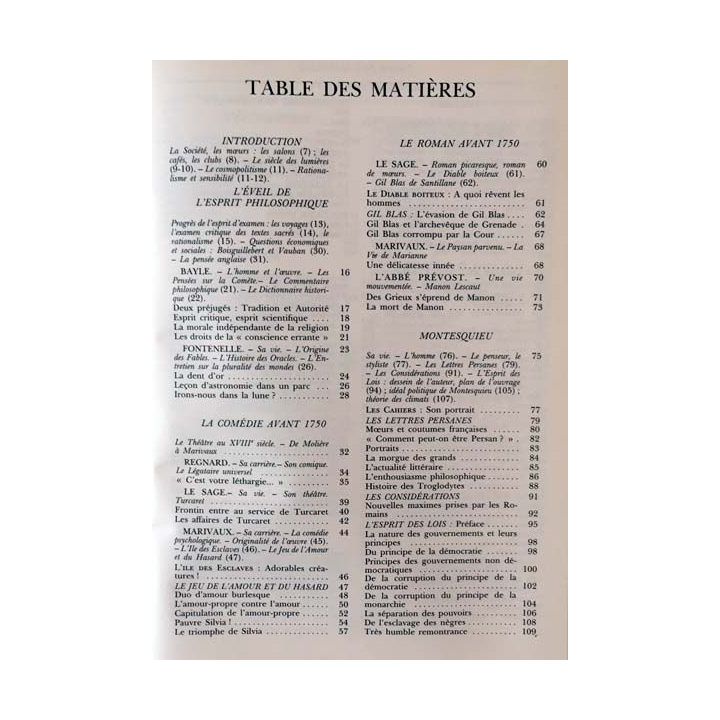 TABLE DES MATIÈRES
INTRODUCTION
La Société, les mœurs : les salons (7) ; les
cafés, les clubs (8). – Le siècle des lumières
(9-10). – Le cosmopolitisme (11). – Rationa-
lisme et sensibilité (11-12).
L'ÉVEIL DE
L'ESPRIT PHILOSOPHIQUE
Progrès de l'esprit d'examen : les voyages (13),
l'examen critique des textes sacrés (14), le
rationalisme (15). – Questions économiques
et sociales : Boisguillebert et Vauban (30).
– La pensée anglaise (31).
BAYLE. – L'homme et l'œuvre. – Les 16
Pensées sur la Comète.– Le Commentaire
philosophique (21). – Le Dictionnaire histori-
que (22).
Deux préjugés : Tradition et Autorité 17
Esprit critique, esprit scientifique .... 18
La morale indépendante de la religion 19
Les droits de la « conscience errante » 21
FONTENELLE. – Sa vie. – L'Origine 23
des Fables. – L'Histoire des Oracles. – L'En-
tretien sur la pluralité des mondes (26).
La dent d'or ........................ 24
Leçon d'astronomie dans un parc ... 26
Irons-nous dans la lune ? ............ 28
LA COMÉDIE AVANT 1750
Le Théâtre au XVIIIe siècle. – De Molière
à Marivaux ........................ 32
REGNARD. – Sa carrière.– Son comique.
Le Légataire universel ................ 34
« C'est votre léthargie... » ............ 35
LE SAGE.– Sa vie. – Son théâtre.
Turcaret ........................ 39
Frontin entre au service de Turcaret 40
Les affaires de Turcaret .............. 42
MARIVAUX. – Sa carrière. – La comédie 44
psychologique. – Originalité de l'œuvre (45).
– L'Ile des Esclaves (46). – Le Jeu de l'Amour
et du Hasard (47).
L'ILE DES ESCLAVES : Adorables créa-
tures ! ........................ 46
LE JEU DE L'AMOUR ET DU HASARD 47
Duo d'amour burlesque ............ 48
L'amour-propre contre l'amour ...... 50
Capitulation de l'amour-propre ...... 52
Pauvre Silvia ! .................... 54
Le triomphe de Silvia .............. 57
LE ROMAN AVANT 1750
LE SAGE. – Roman picaresque, roman 60
de mœurs. – Le Diable boiteux (61).
– Gil Blas de Santillane (62).
LE DIABLE BOITEUX : A quoi rêvent les
hommes ........................ 61
GIL BLAS : L'évasion de Gil Blas .... 62
Gil Blas et l'archevêque de Grenade . 64
Gil Blas corrompu par la Cour ...... 67
MARIVAUX. – Le Paysan parvenu. – La 68
Vie de Marianne
Une délicatesse innée .............. 68
L'ABBÉ PRÉVOST. – Une vie 70
mouvementée. – Manon Lescaut
Des Grieux s'éprend de Manon ..... 71
La mort de Manon ................ 73
MONTESQUIEU
Sa vie. – L'homme (76). – Le penseur, le 75
styliste (77). – Les Lettres Persanes (79).
– Les Considérations (91). – L'Esprit des
Lois : dessein de l'auteur, plan de l'ouvrage
(94) ; idéal politique de Montesquieu (105) ;
théorie des climats (107).
LES CAHIERS : Son portrait .......... 77
LES LETTRES PERSANES 79
Mœurs et coutumes françaises ...... 80
« Comment peut-on être Persan ? » . 82
Portraits ........................ 83
La morgue des grands .............. 84
L'actualité littéraire ................ 85
L'enthousiasme philosophique ...... 86
Histoire des Troglodytes ............ 88
LES CONSIDÉRATIONS 91
Nouvelles maximes prises par les Ro-
mains ........................ 92
L'ESPRIT DES LOIS : Préface ........ 95
La nature des gouvernements et leurs
principes ........................ 98
Du principe de la démocratie ...... 98
Principes des gouvernements non dé-
mocratiques ........................ 100
De la corruption du principe de la
démocratie ........................ 102
De la corruption du principe de la
monarchie ........................ 104
La séparation des pouvoirs .......... 106
De l'esclavage des nègres ............ 108
Très humble remontrance .......... 109